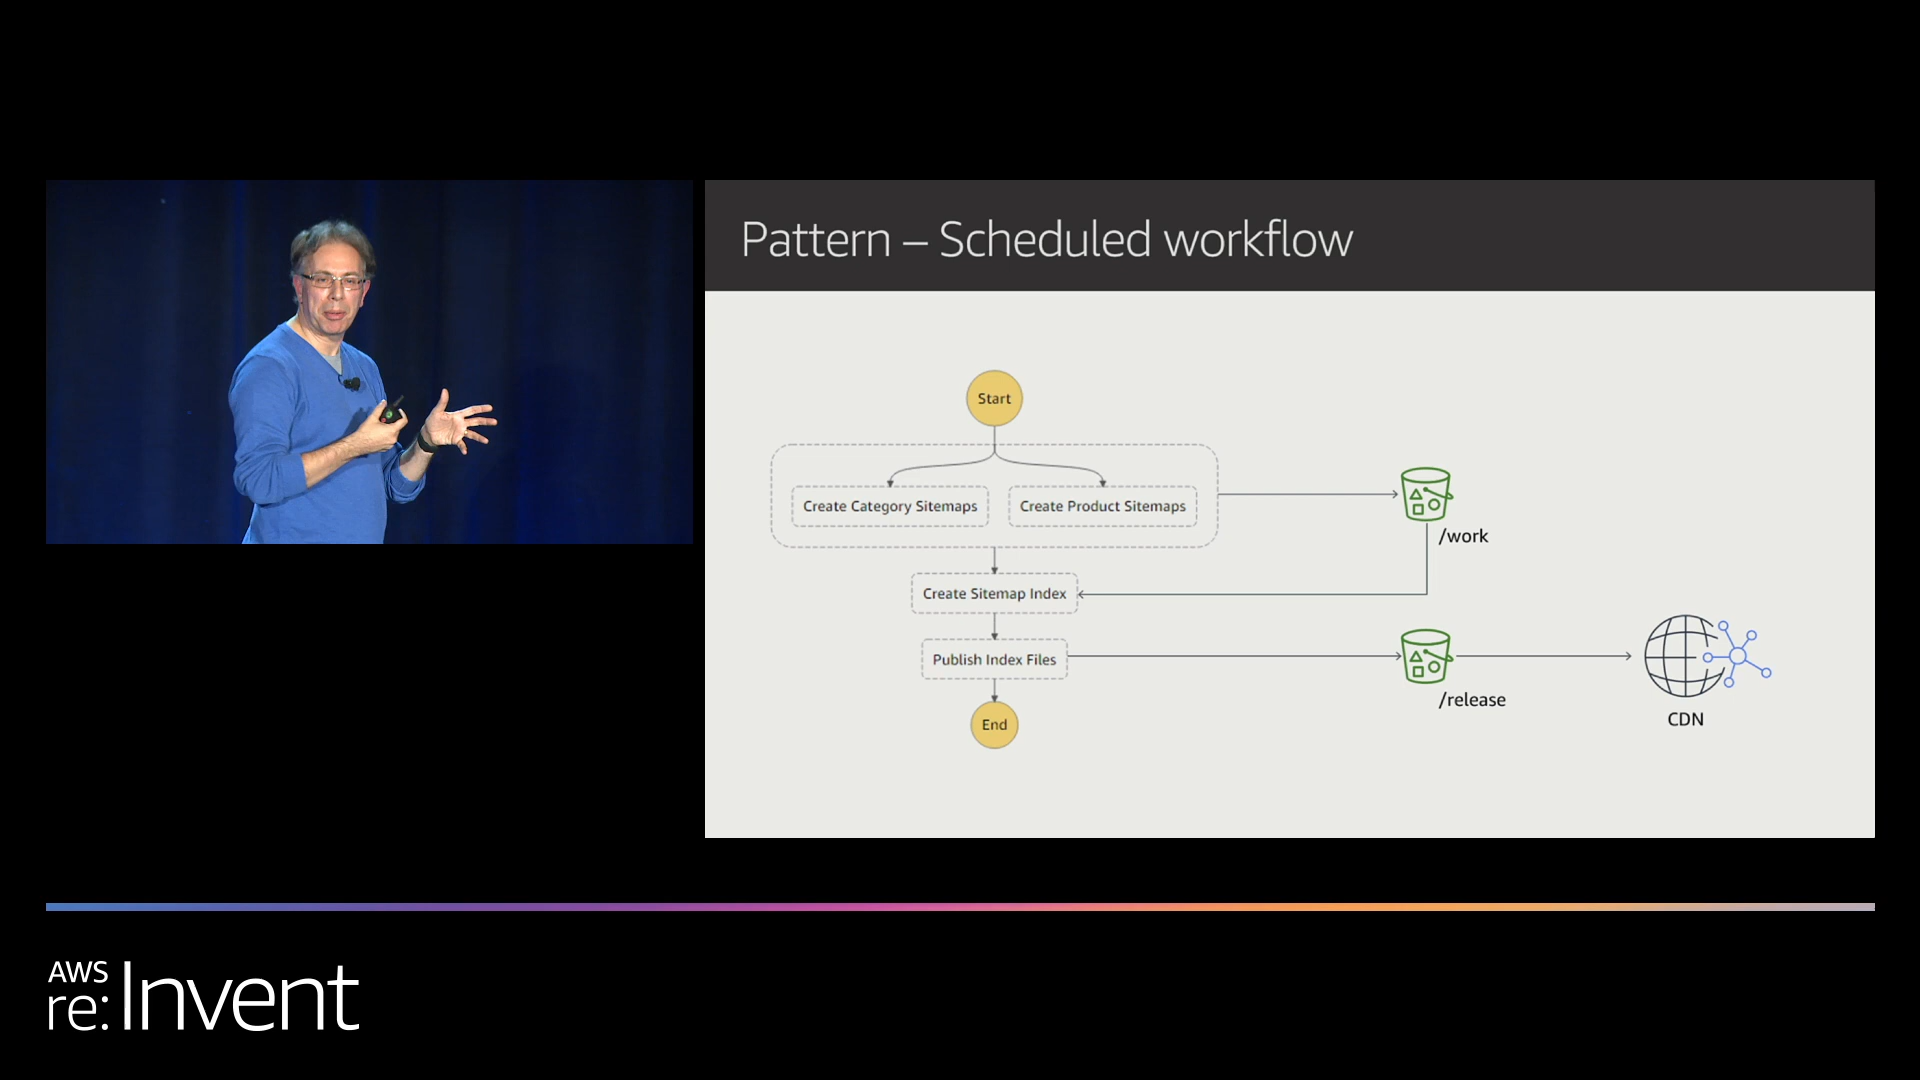 Pattern – Scheduled workflow
Start
Create Category Sitemaps
Create Product Sitemaps
/work
Create Sitemap Index
Publish Index Files
/release
CDN
End
AWS
re:Invent